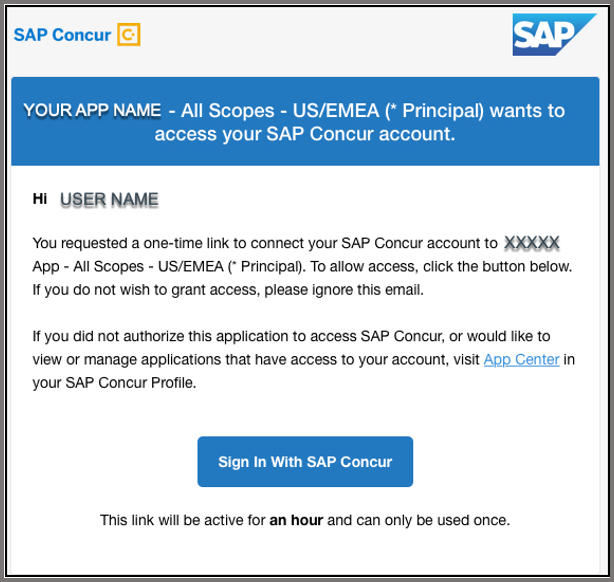 SAP Concur C.
SAP
YOUR APP NAME - All Scopes - US/EMEA (* Principal) wants to
access your SAP Concur account.
Hi USER NAME
You requested a one-time link to connect your SAP Concur account to XXXXX
App - All Scopes - US/EMEA (* Principal). To allow access, click the button below.
If you do not wish to grant access, please ignore this email.
If you did not authorize this application to access SAP Concur, or would like to
view or manage applications that have access to your account, visit App Center in
your SAP Concur Profile.
Sign In With SAP Concur
This link will be active for an hour and can only be used once.